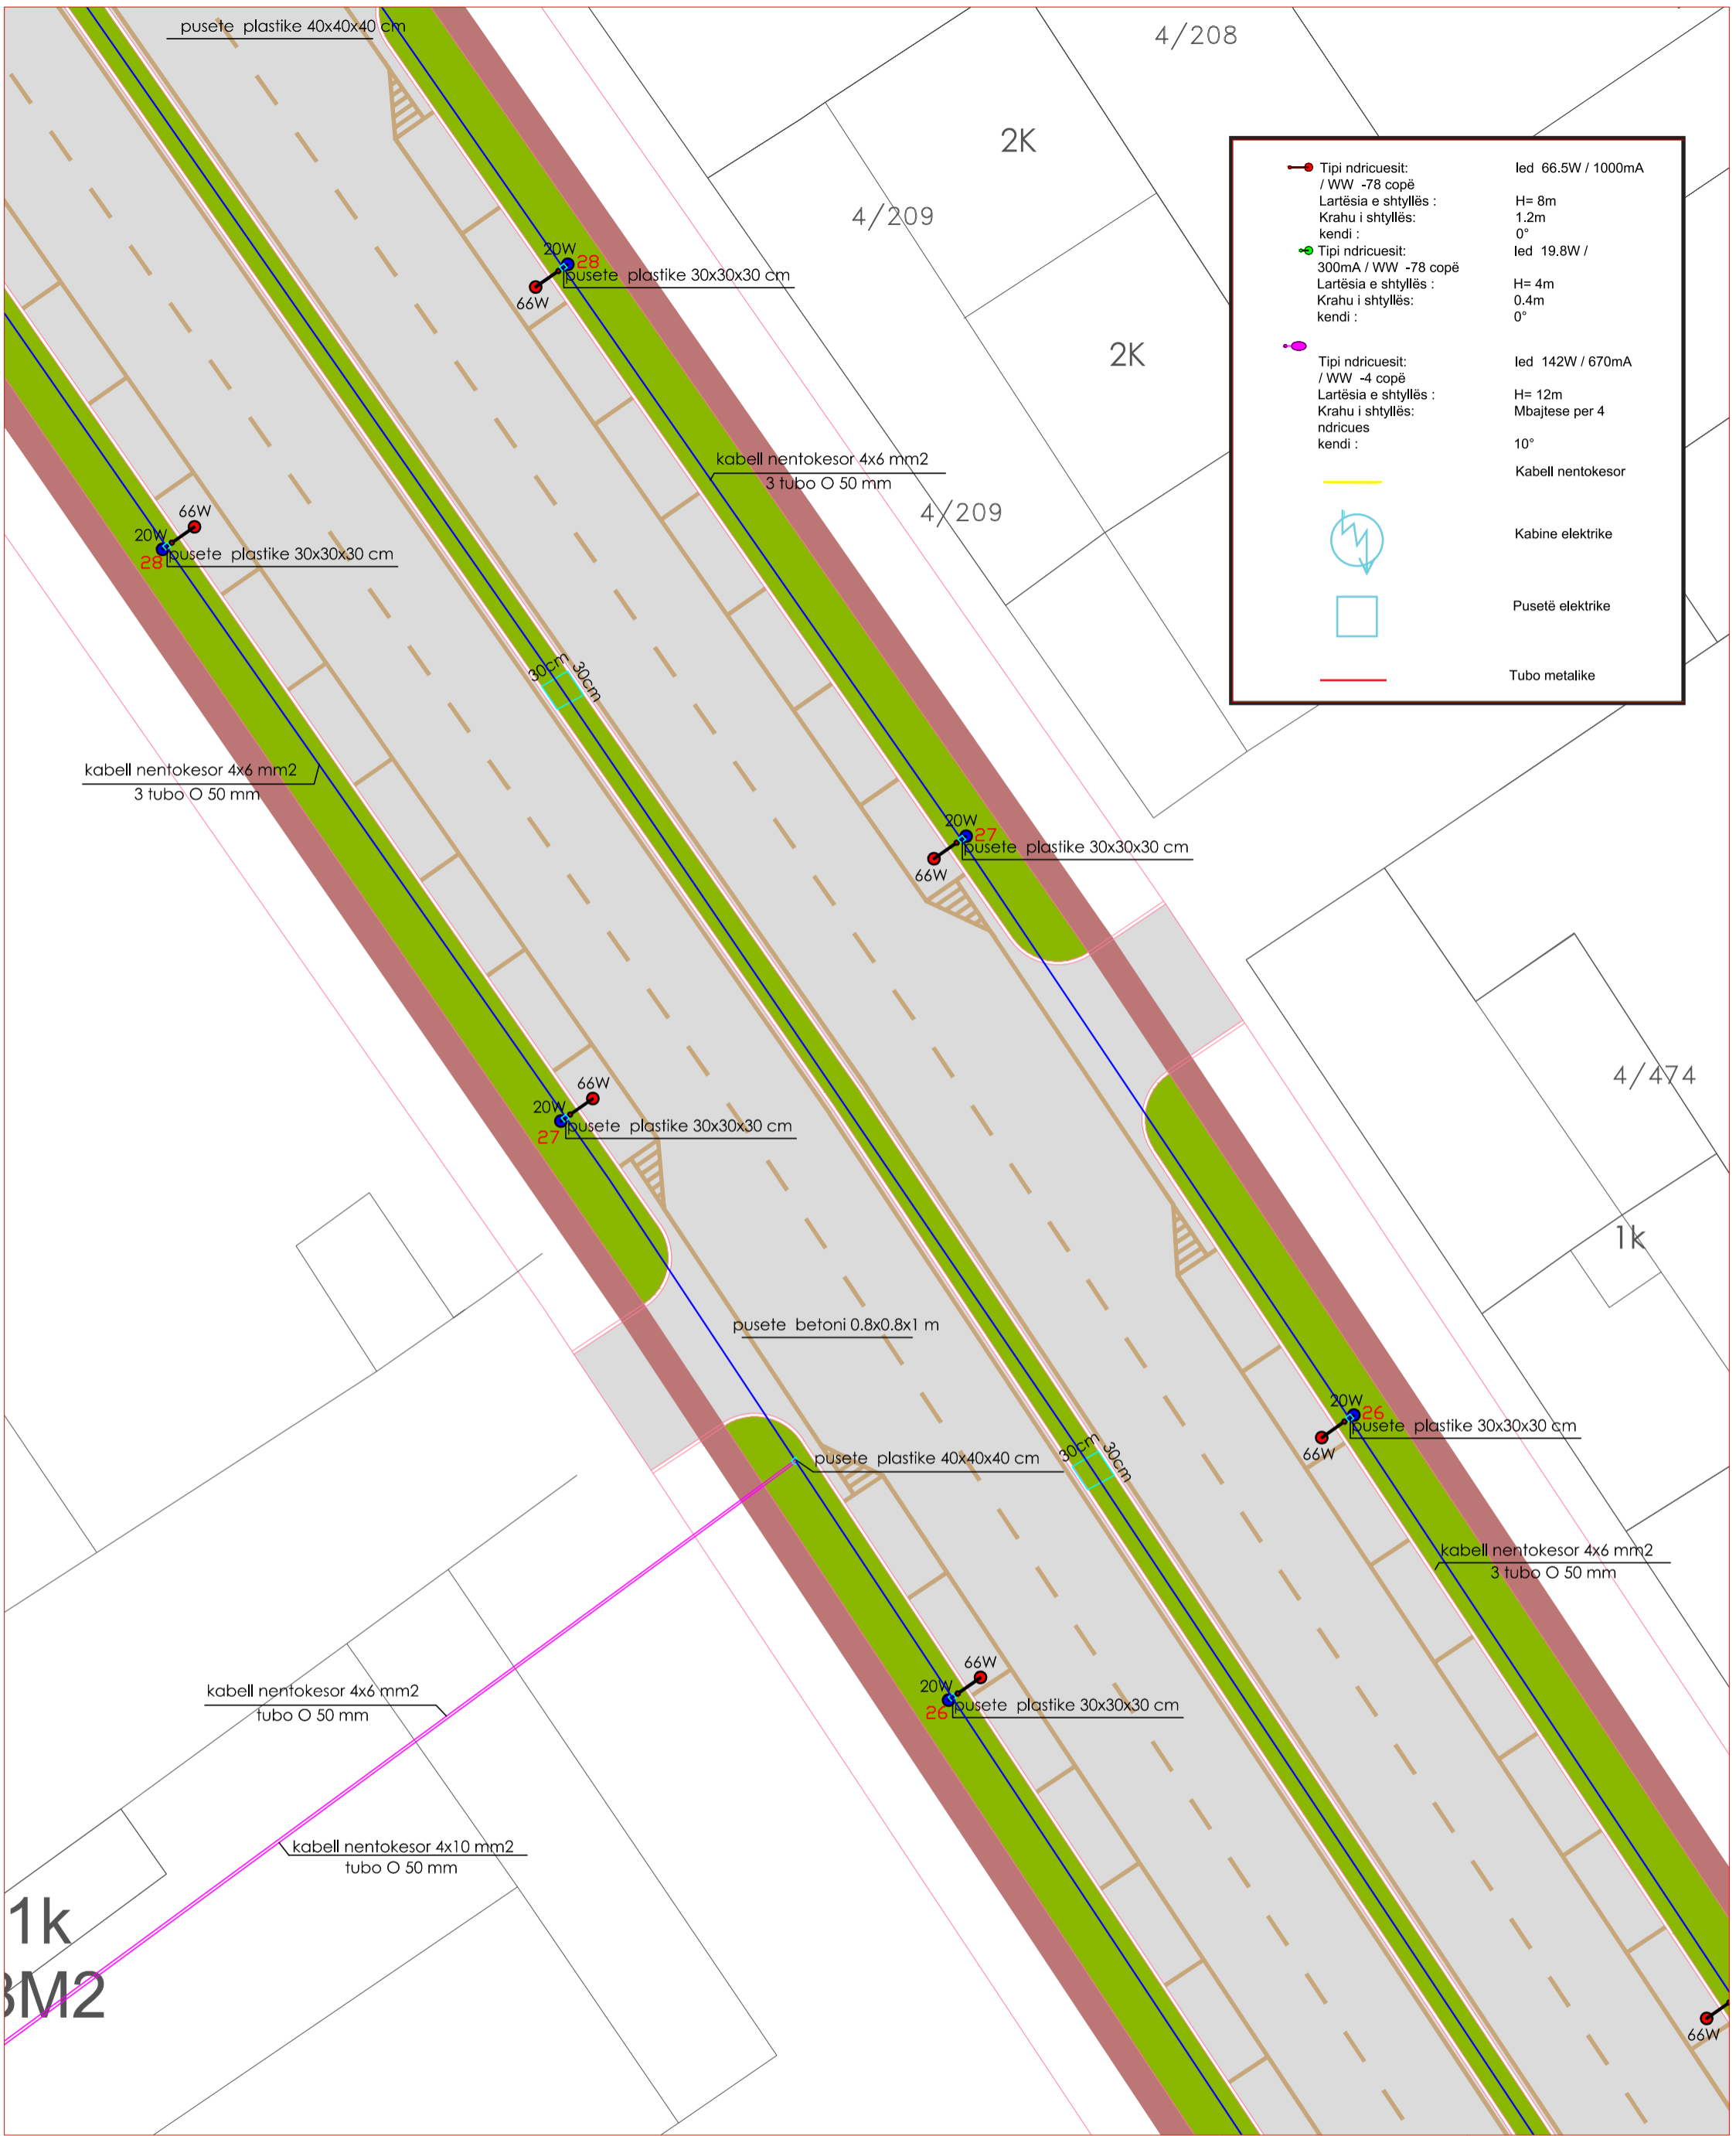 pusete plastike 40x40x40 cm
4/208
2K
4/209
2K
4/209
Tipi ndricuesit: led 66.5W / 1000mA
/ WW -78 copë
Lartësia e shtyllës : H= 8m
Krahu i shtyllës: 1.2m
kendi : 0°
Tipi ndricuesit: led 19.8W /
300mA / WW -78 copë
Lartësia e shtyllës : H= 4m
Krahu i shtyllës: 0.4m
kendi : 0°
Tipi ndricuesit: led 142W / 670mA
/ WW -4 copë
Lartësia e shtyllës : H= 12m
Krahu i shtyllës: Mbajtese per 4
ndricues
kendi : 10°
Kabell nentokesor
Kabine elektrike
Pusetë elektrike
Tubo metalike
20W
28
pusete plastike 30x30x30 cm
66W
kabell nentokesor 4x6 mm2
3 tubo O 50 mm
66W
20W
28
pusete plastike 30x30x30 cm
30cm
30cm
kabell nentokesor 4x6 mm2
3 tubo O 50 mm
20W
27
pusete plastike 30x30x30 cm
66W
4/474
66W
20W
27
pusete plastike 30x30x30 cm
1k
pusete betoni 0.8x0.8x1 m
20W
26
pusete plastike 30x30x30 cm
66W
pusete plastike 40x40x40 cm
30cm
30cm
kabell nentokesor 4x6 mm2
3 tubo O 50 mm
66W
20W
26
pusete plastike 30x30x30 cm
kabell nentokesor 4x6 mm2
tubo O 50 mm
kabell nentokesor 4x10 mm2
tubo O 50 mm
1k
M2
66W